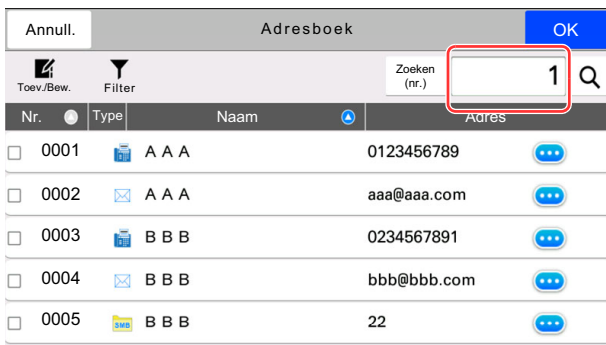 Annull. Adresboek OK
Toev./Bew. Filter Zoeken (nr.) 1
Nr. Type Naam Adres
0001 A A A 0123456789
0002 A A A aaa@aaa.com
0003 B B B 0234567891
0004 B B B bbb@bbb.com
0005 SMB B B B 22